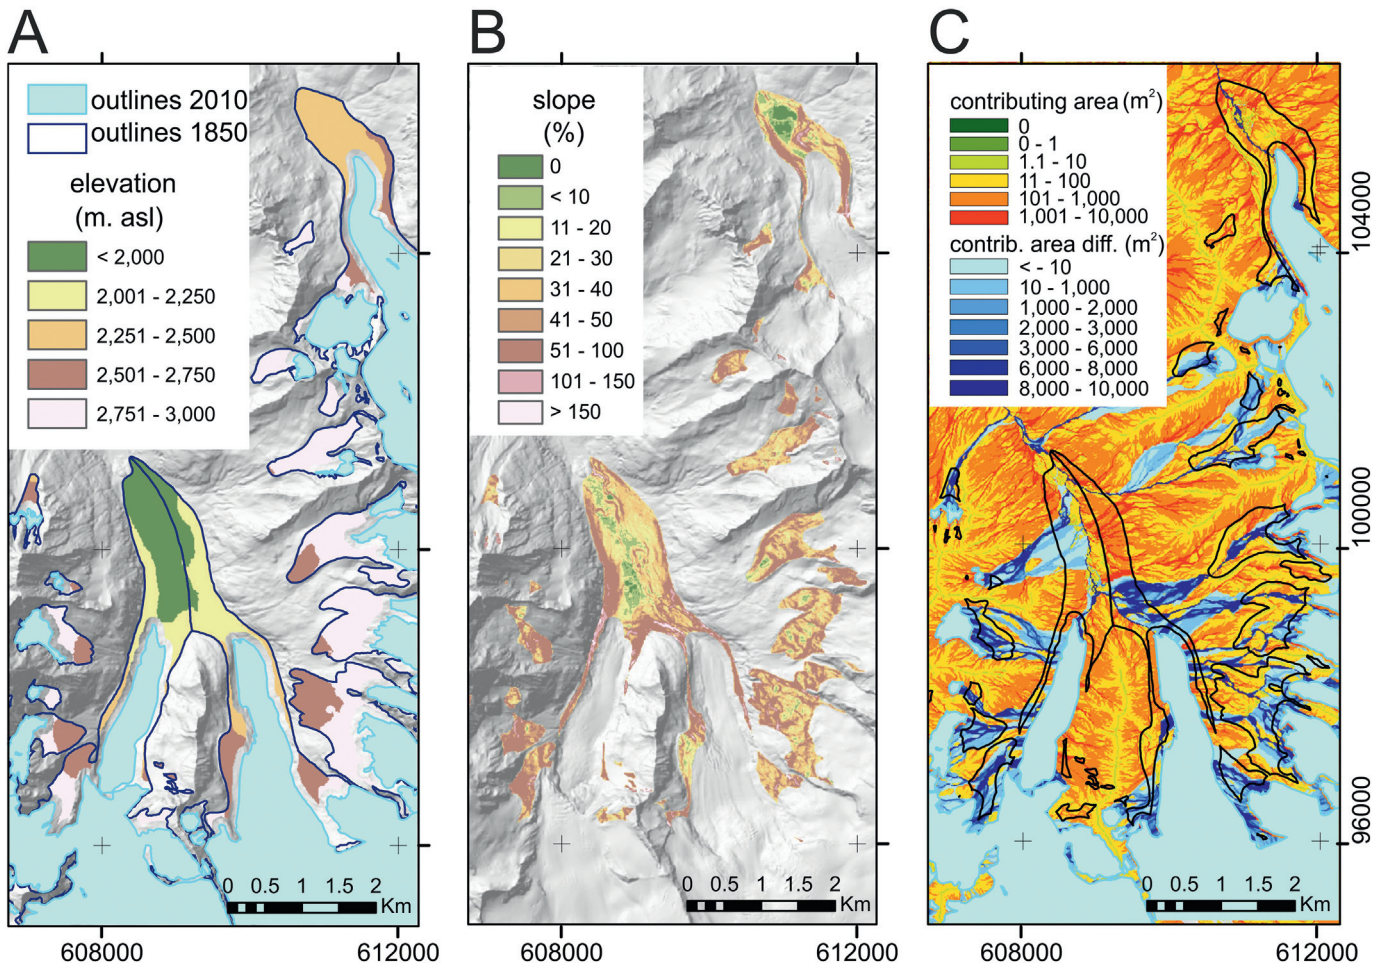 A
outlines 2010
outlines 1850
elevation
(m. asl)
< 2,000
2,001 - 2,250
2,251 - 2,500
2,501 - 2,750
2,751 - 3,000
0 0.5 1 1.5 2
Km
608000 612000
B
slope
(%)
0
< 10
11 - 20
21 - 30
31 - 40
41 - 50
51 - 100
101 - 150
> 150
0 0.5 1 1.5 2
Km
608000 612000
C
contributing area (m²)
0
0 - 1
1.1 - 10
11 - 100
101 - 1,000
1,001 - 10,000
contrib. area diff. (m²)
< - 10
10 - 1,000
1,000 - 2,000
2,000 - 3,000
3,000 - 6,000
6,000 - 8,000
8,000 - 10,000
104000
100000
96000
0 0.5 1 1.5 2
Km
608000 612000